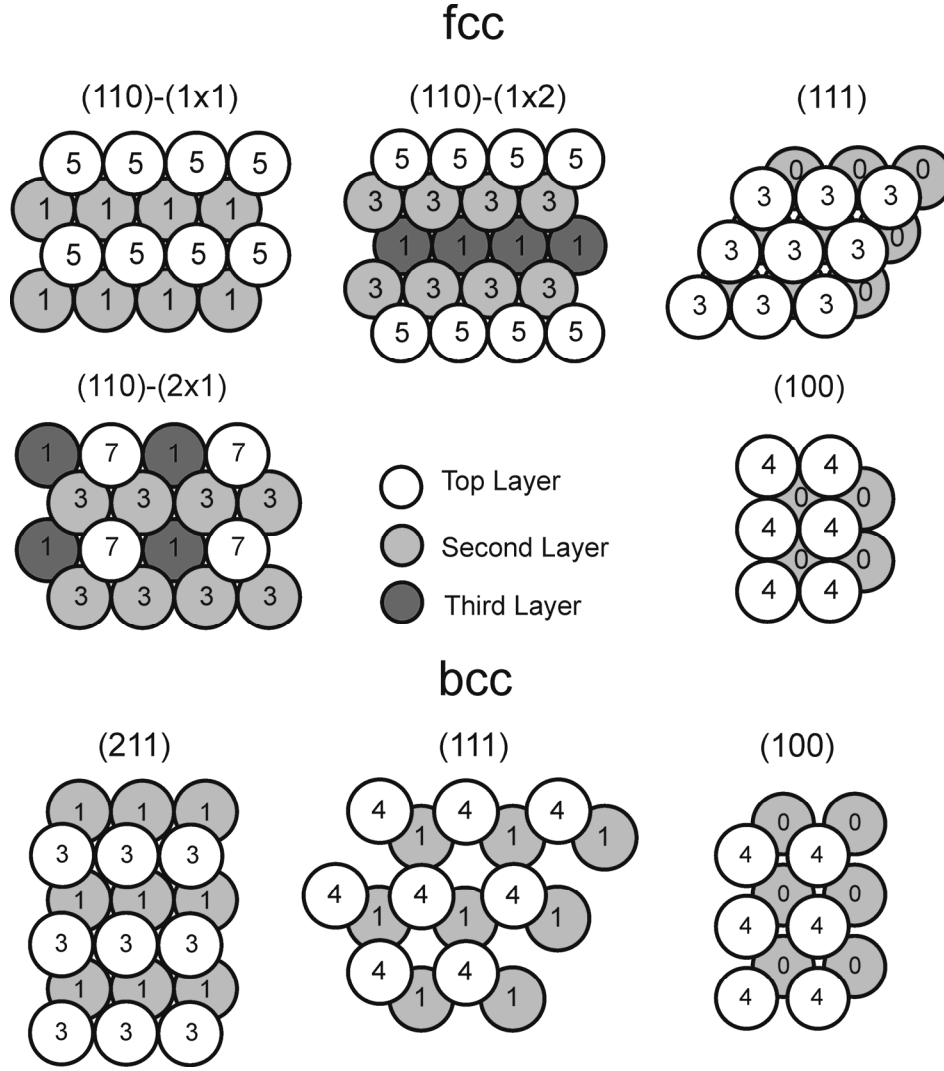 fcc
(110)-(1x1)
5 5 5 5
1 1 1 1
5 5 5 5
1 1 1 1
(110)-(1x2)
5 5 5 5
3 3 3 3
1 1 1 1
3 3 3 3
5 5 5 5
(111)
0 0 0
3 3 3
3 3 3 0
3 3 3 0
(110)-(2x1)
1 7 1 7
3 3 3 3
1 7 1 7
3 3 3 3
Top Layer
Second Layer
Third Layer
(100)
4 4
0 0
4 4
0 0
4 4
bcc
(211)
1 1 1
3 3 3
1 1 1
3 3 3
1 1 1
3 3 3
(111)
4 4 4
1 1 1
4 4 4
1 1 1
4 4
1 1
(100)
0 0
4 4
0 0
4 4
0 0
4 4